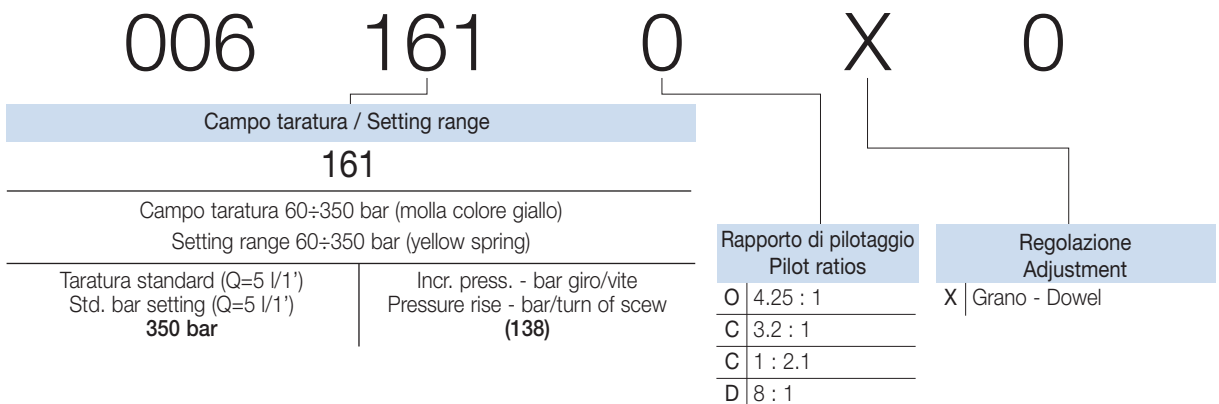 006 161 0 X 0
Campo taratura / Setting range
161
Campo taratura 60÷350 bar (molla colore giallo)
Setting range 60÷350 bar (yellow spring)
Taratura standard (Q=5 l/1')
Std. bar setting (Q=5 l/1')
350 bar
Incr. press. - bar giro/vite
Pressure rise - bar/turn of scew
(138)
Rapporto di pilotaggio
Pilot ratios
O 4.25 : 1
C 3.2 : 1
C 1 : 2.1
D 8 : 1
Regolazione
Adjustment
X Grano - Dowel